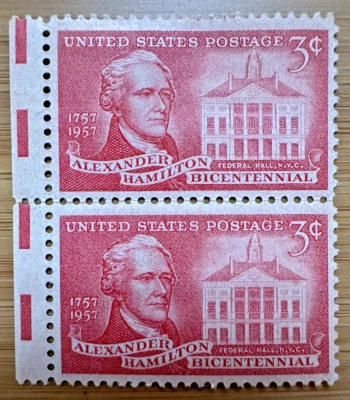 UNITED STATES POSTAGE 3¢
1757
1957
ALEXANDER
HAMILTON
FEDERAL HALL, N.Y.C.
BICENTENNIAL
UNITED STATES POSTAGE 3¢
1757
1957
ALEXANDER
HAMILTON
FEDERAL HALL, N.Y.C.
BICENTENNIAL